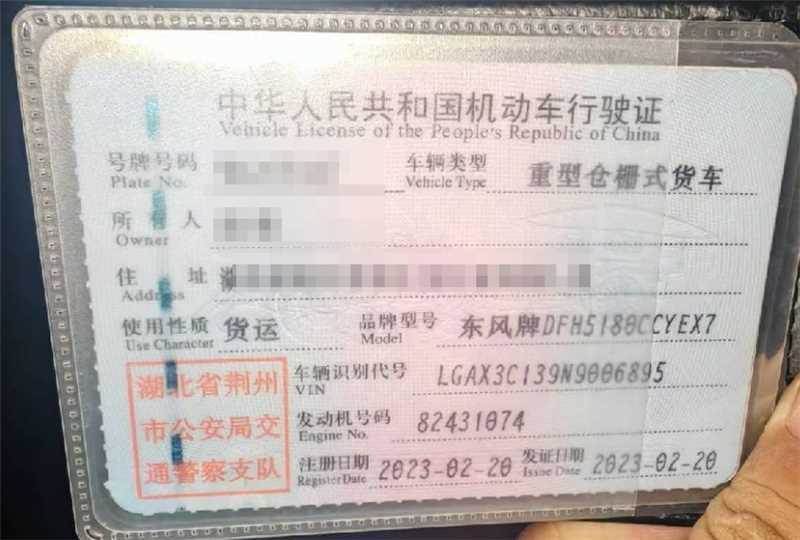 中华人民共和国机动车行驶证
Vehicle License of the People's Republic of China
号牌号码
Plate No.
车辆类型 重型仓栅式货车
Vehicle Type
所有人
Owner
住址 湖
Address
使用性质 货运
Use Character
品牌型号 东风牌DFH5180CCYEX7
Model
湖北省荆州
市公安局交
通警察支队
车辆识别代号 LGAX3C139N9006895
VIN
发动机号码 82431074
Engine No.
注册日期 2023-02-20
Register Date
发证日期 2023-02-20
Issue Date